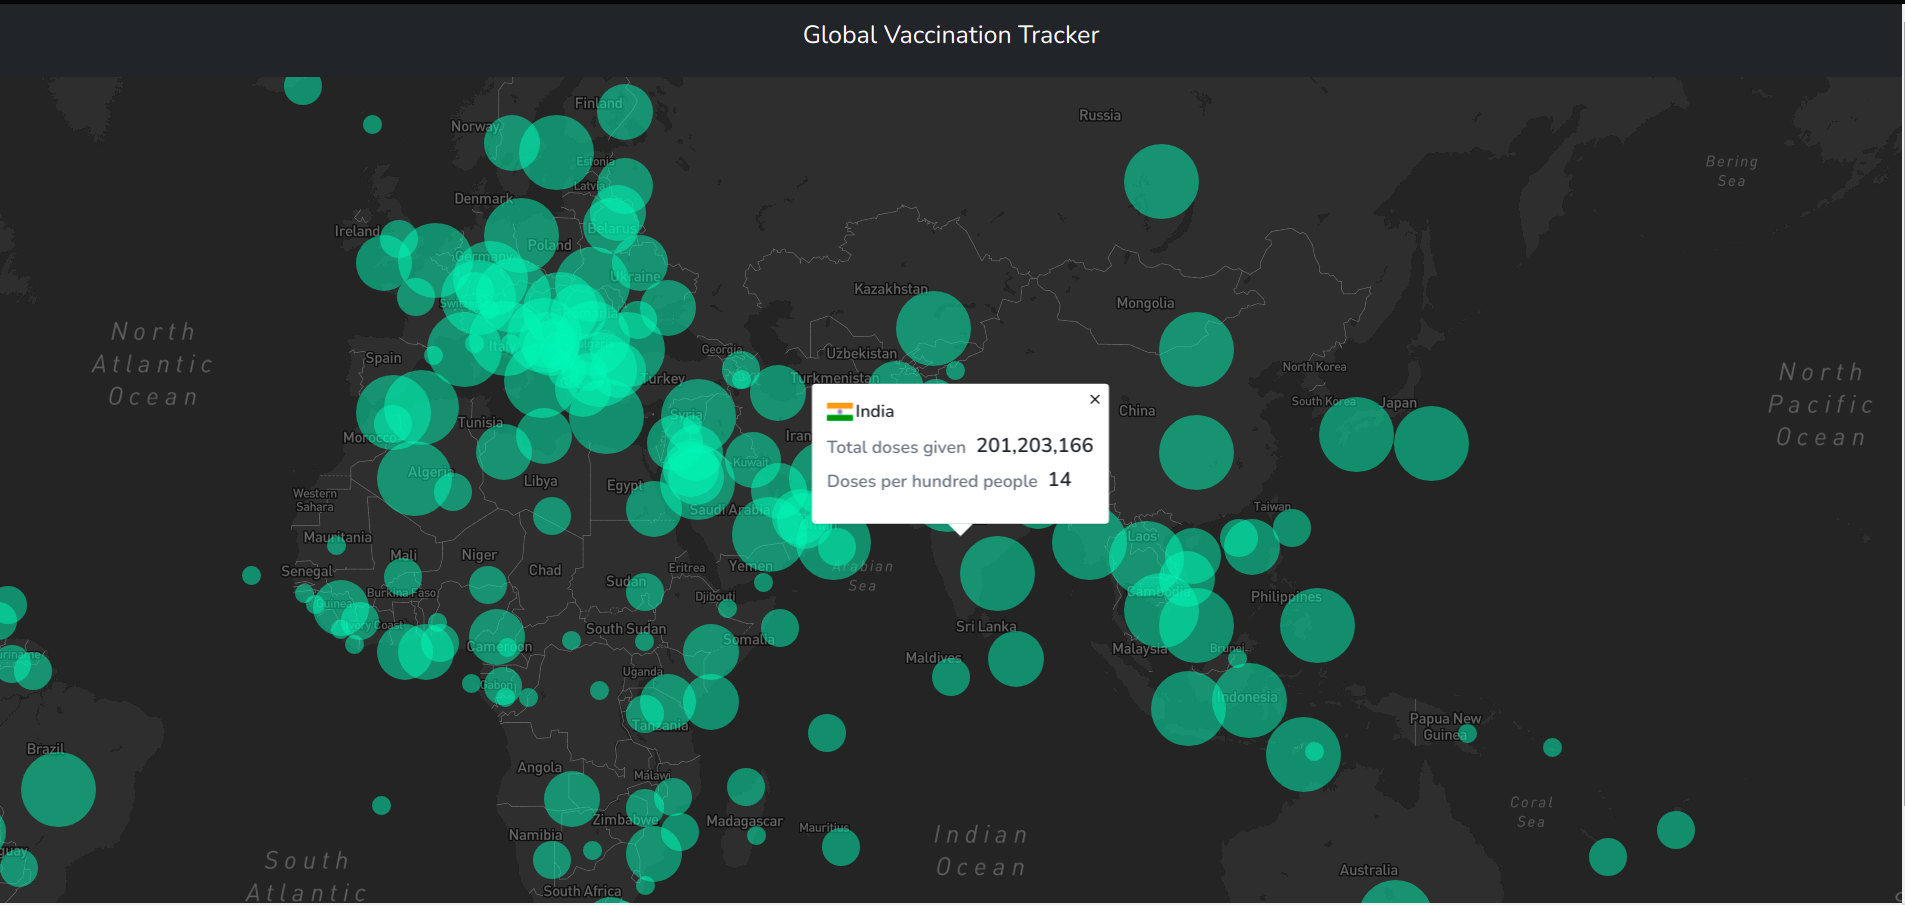 Global Vaccination Tracker
Finland
Russia
Norway
Estonia
Bering
Sea
Latvia
Denmark
Ireland
Belarus
Poland
Germany
Ukraine
Kazakhstan
Mongolia
North
Atlantic
Ocean
Spain
Georgia
Uzbekistan
North Korea
Turkey
Turkmenistan
North
Pacific
Ocean
South Korea
Japan
China
Syria
Tunisia
Morocco
Iran
India
Total doses given 201,203,166
Doses per hundred people 14
Kuwait
Algeria
Libya
Egypt
Western
Sahara
Saudi Arabia
Taiwan
Mauritania
Laos
Mali
Niger
Chad
Eritrea
Yemen
Arabian
Sea
Senegal
Sudan
Burkina Faso
Djibouti
Cambodia
Philippines
Guinea
Ivory Coast
South Sudan
Somalia
Sri Lanka
Cameroon
Malaysia
Brunei
Maldives
Uganda
Gabon
Indonesia
Tanzania
Papua New
Guinea
Brazil
Angola
Malawi
Coral
Sea
Zimbabwe
Madagascar
Mauritius
Namibia
Indian
Ocean
South
Atlantic
Australia
South Africa